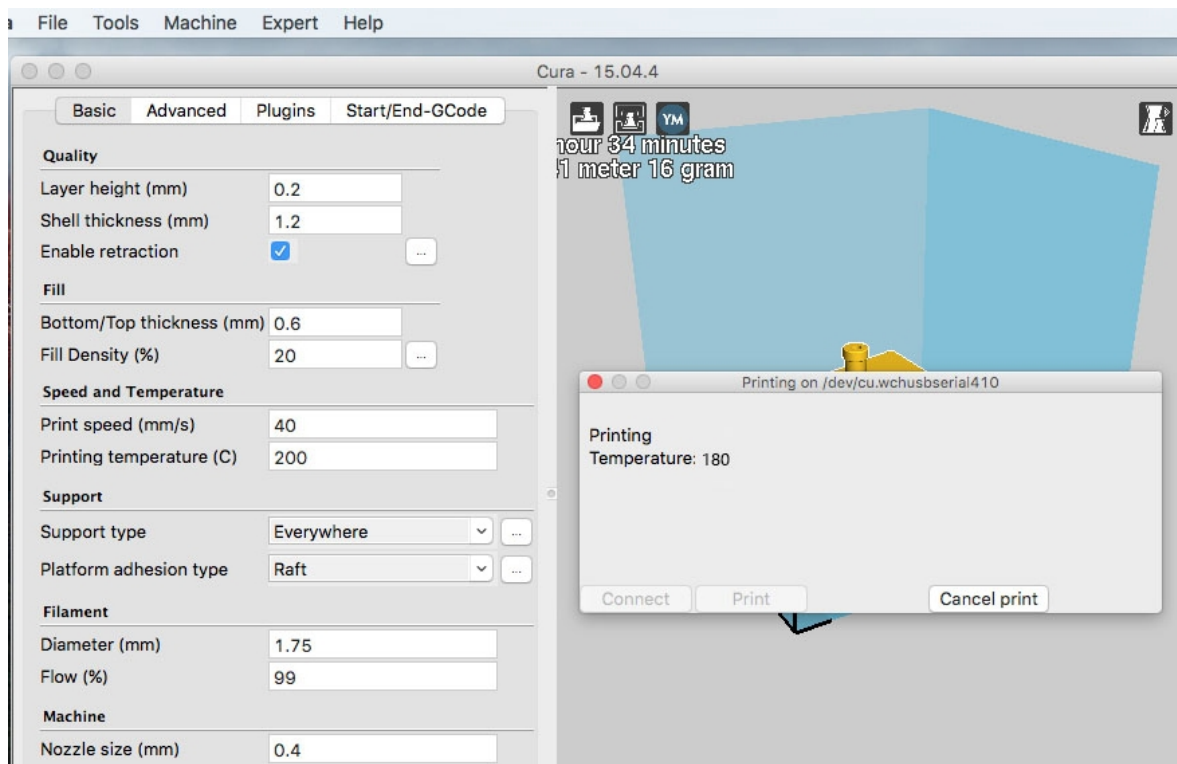 File Tools Machine Expert Help
Cura - 15.04.4
Basic Advanced Plugins Start/End-GCode
Quality
Layer height (mm) 0.2
Shell thickness (mm) 1.2
Enable retraction ...
Fill
Bottom/Top thickness (mm) 0.6
Fill Density (%) 20 ...
Speed and Temperature
Print speed (mm/s) 40
Printing temperature (C) 200
Support
Support type Everywhere ...
Platform adhesion type Raft ...
Filament
Diameter (mm) 1.75
Flow (%) 99
Machine
Nozzle size (mm) 0.4
YM
hour 34 minutes
meter 16 gram
Printing on /dev/cu.wchusbserial410
Printing
Temperature: 180
Connect Print Cancel print